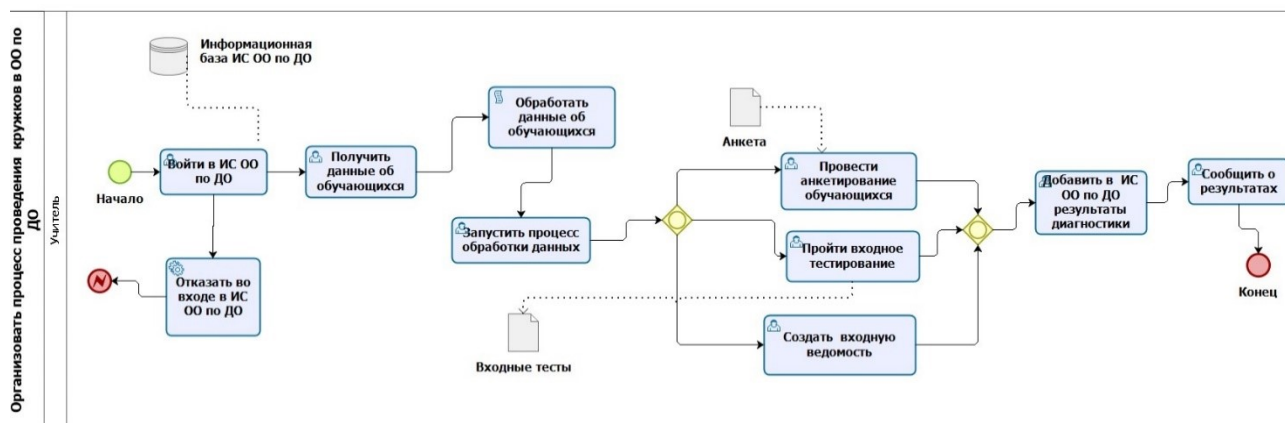 Организовать процесс проведения кружков в ОО по
ДО
Учитель
Информационная
база ИС ОО по ДО
Начало
Войти в ИС ОО
по ДО
Отказать во
входе в ИС
ОО по ДО
Получить
данные об
обучающихся
Обработать
данные об
обучающихся
Запустить процесс
обработки данных
Анкета
Провести
анкетирование
обучающихся
Пройти входное
тестирование
Входные тесты
Создать входную
ведомость
Добавить в ИС
ОО по ДО
результаты
диагностики
Сообщить о
результатах
Конец